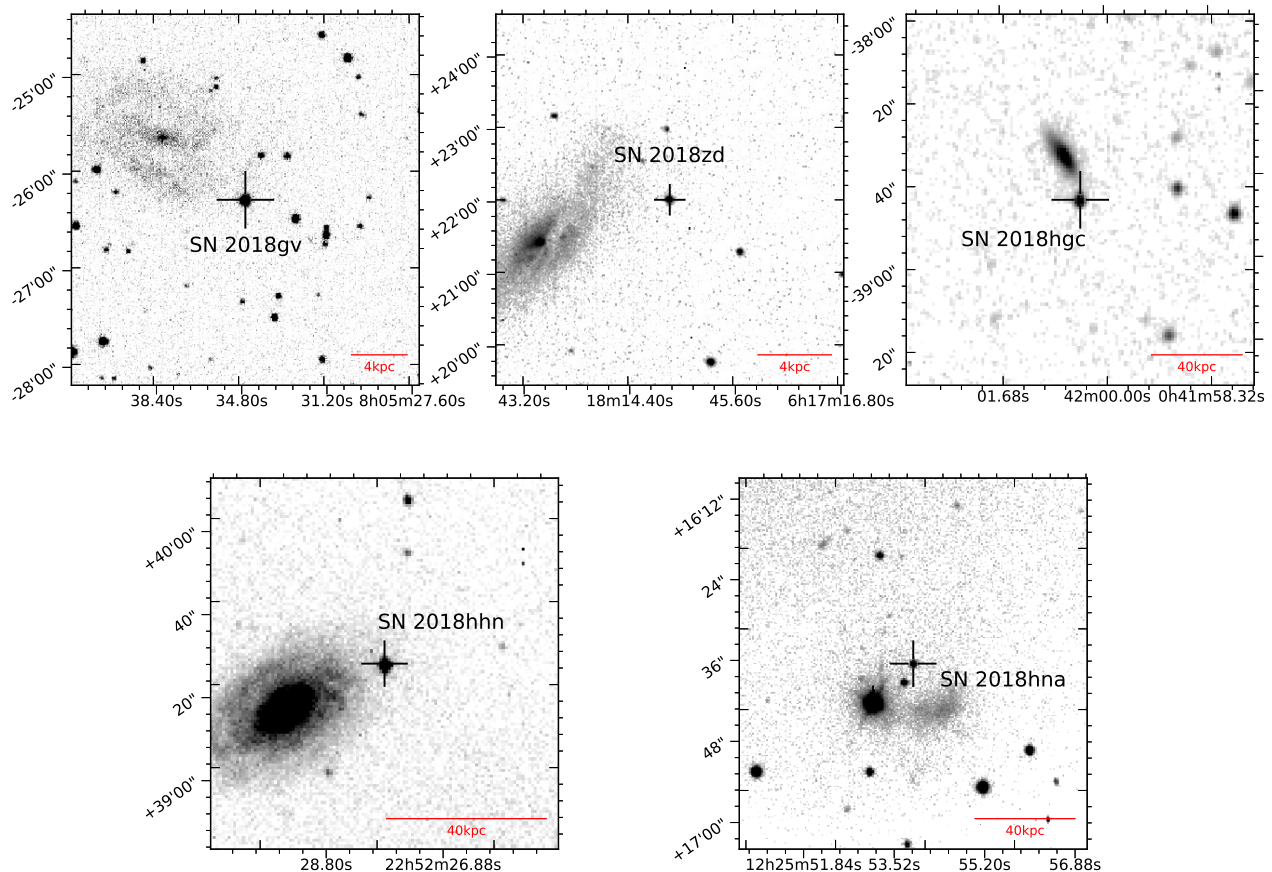 -25'00"
-26'00"
-27'00"
-28'00"
SN 2018gv
4kpc
38.40s 34.80s 31.20s 8h05m27.60s
+24'00"
+23'00"
+22'00"
+21'00"
+20'00"
SN 2018zd
4kpc
43.20s 18m14.40s 45.60s 6h17m16.80s
-38'00"
20"
40"
-39'00"
20"
SN 2018hgc
40kpc
01.68s 42m00.00s 0h41m58.32s
+40'00"
40"
20"
+39'00"
SN 2018hhn
40kpc
28.80s 22h52m26.88s
+16'12"
24"
36"
48"
+17'00"
SN 2018hna
40kpc
12h25m51.84s 53.52s 55.20s 56.88s